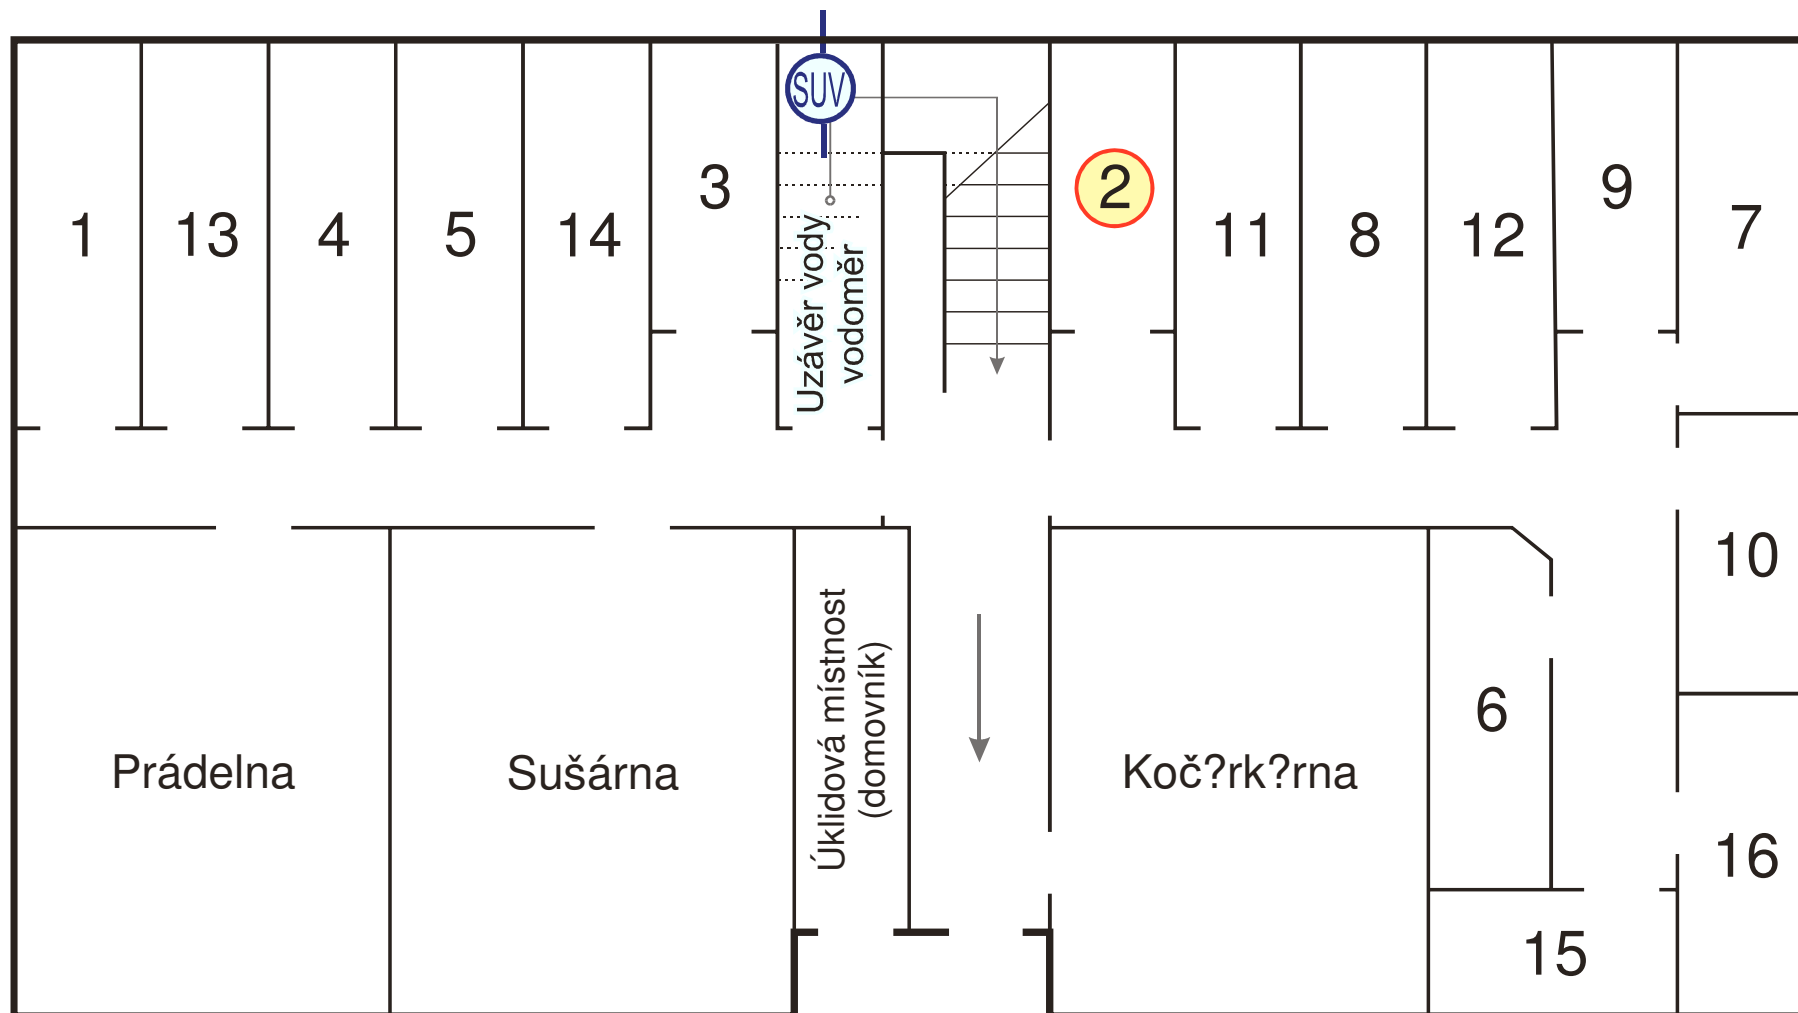 SUV
1
13
4
5
14
3
Uzávěr vody
vodoměr
2
11
8
12
9
7
10
Prádelna
Sušárna
Úklidová místnost
(domovník)
Koč?rk?rna
6
16
15